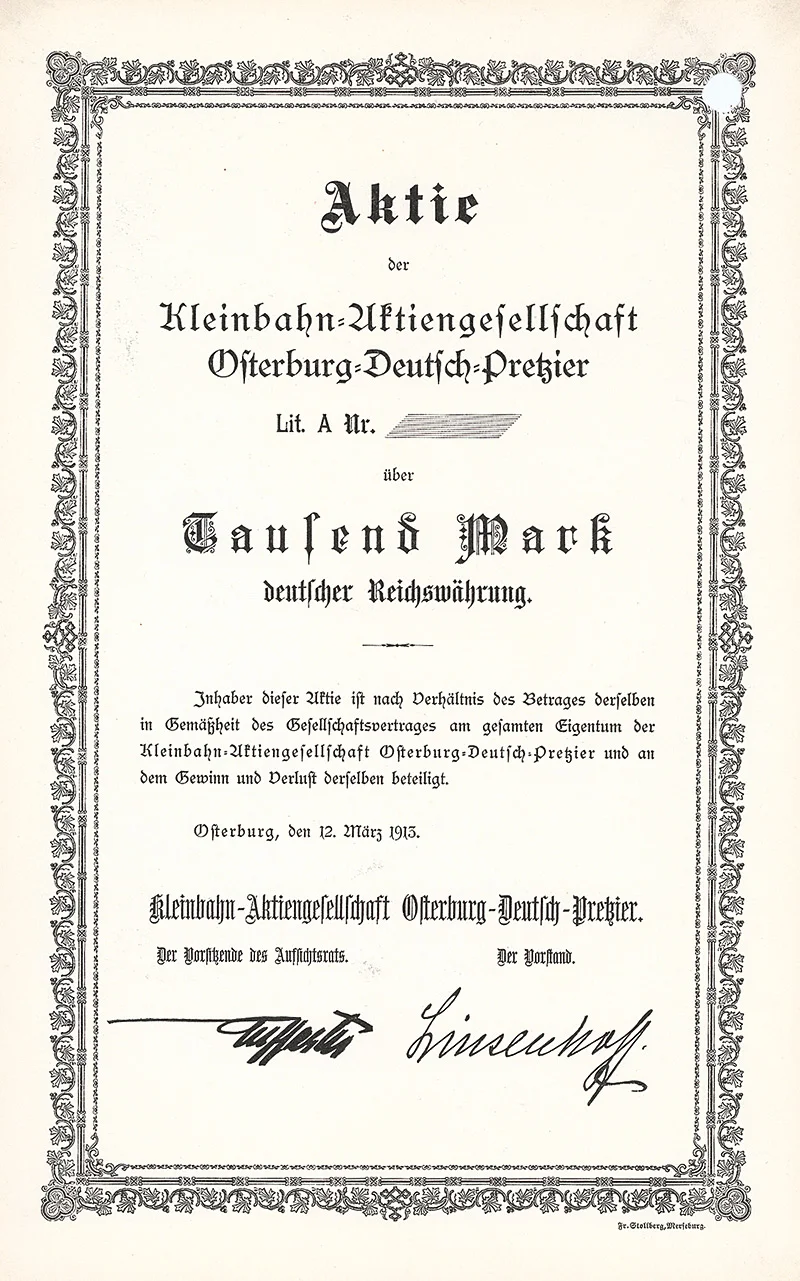 Aktie
der
Kleinbahn-Aktiengesellschaft
Osterburg-Deutsch-Pretzier
Lit. A Nr.
über
Tausend Mark
deutscher Reichswährung.
Inhaber dieser Aktie ist nach Verhältnis des Betrages derselben
in Gemäßheit des Gesellschaftsvertrages am gesamten Eigentum der
Kleinbahn-Aktiengesellschaft Osterburg-Deutsch-Pretzier und an
dem Gewinn und Verlust derselben beteiligt.
Osterburg, den 12. März 1913.
Kleinbahn-Aktiengesellschaft Osterburg-Deutsch-Pretzier.
Der Vorsitzende des Aufsichtsrats. Der Vorstand.
Linsenhoff.
Fr. Stollberg, Merseburg.